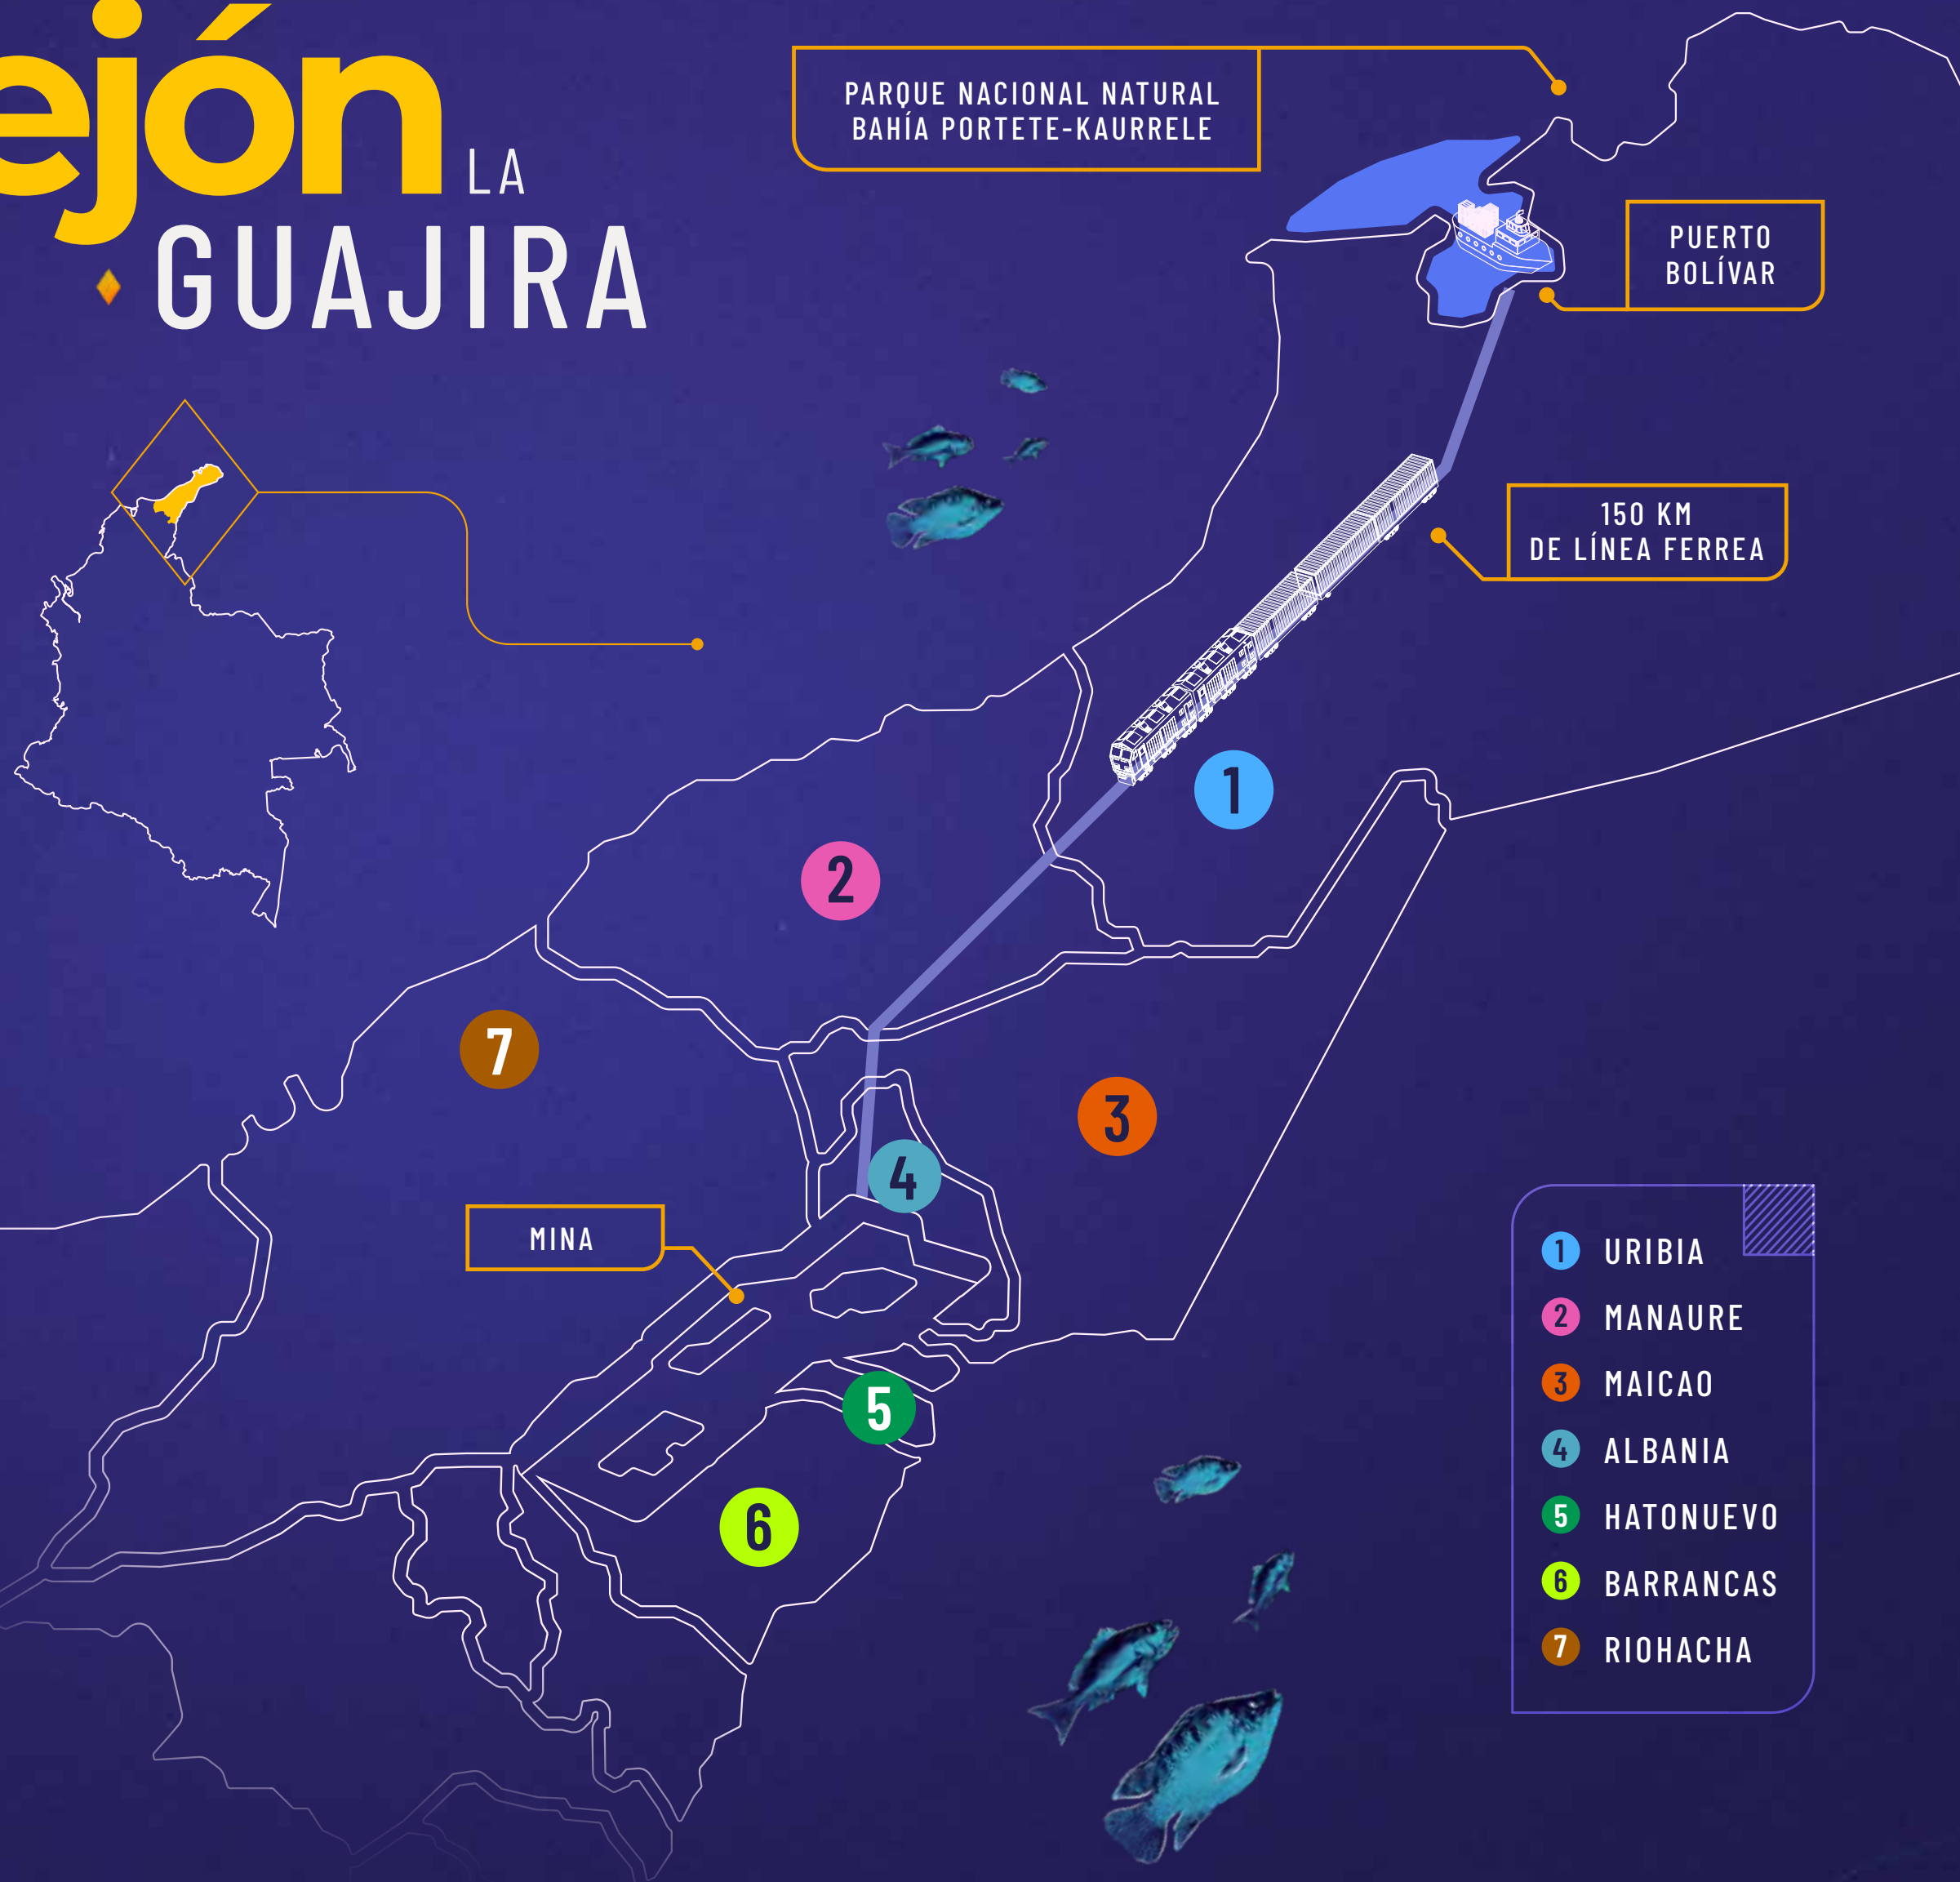 ejón LA
GUAJIRA
PARQUE NACIONAL NATURAL
BAHÍA PORTETE-KAURRELE
PUERTO
BOLÍVAR
150 KM
DE LÍNEA FERREA
1
2
7
3
4
MINA
5
6
1 URIBIA
2 MANAURE
3 MAICAO
4 ALBANIA
5 HATONUEVO
6 BARRANCAS
7 RIOHACHA